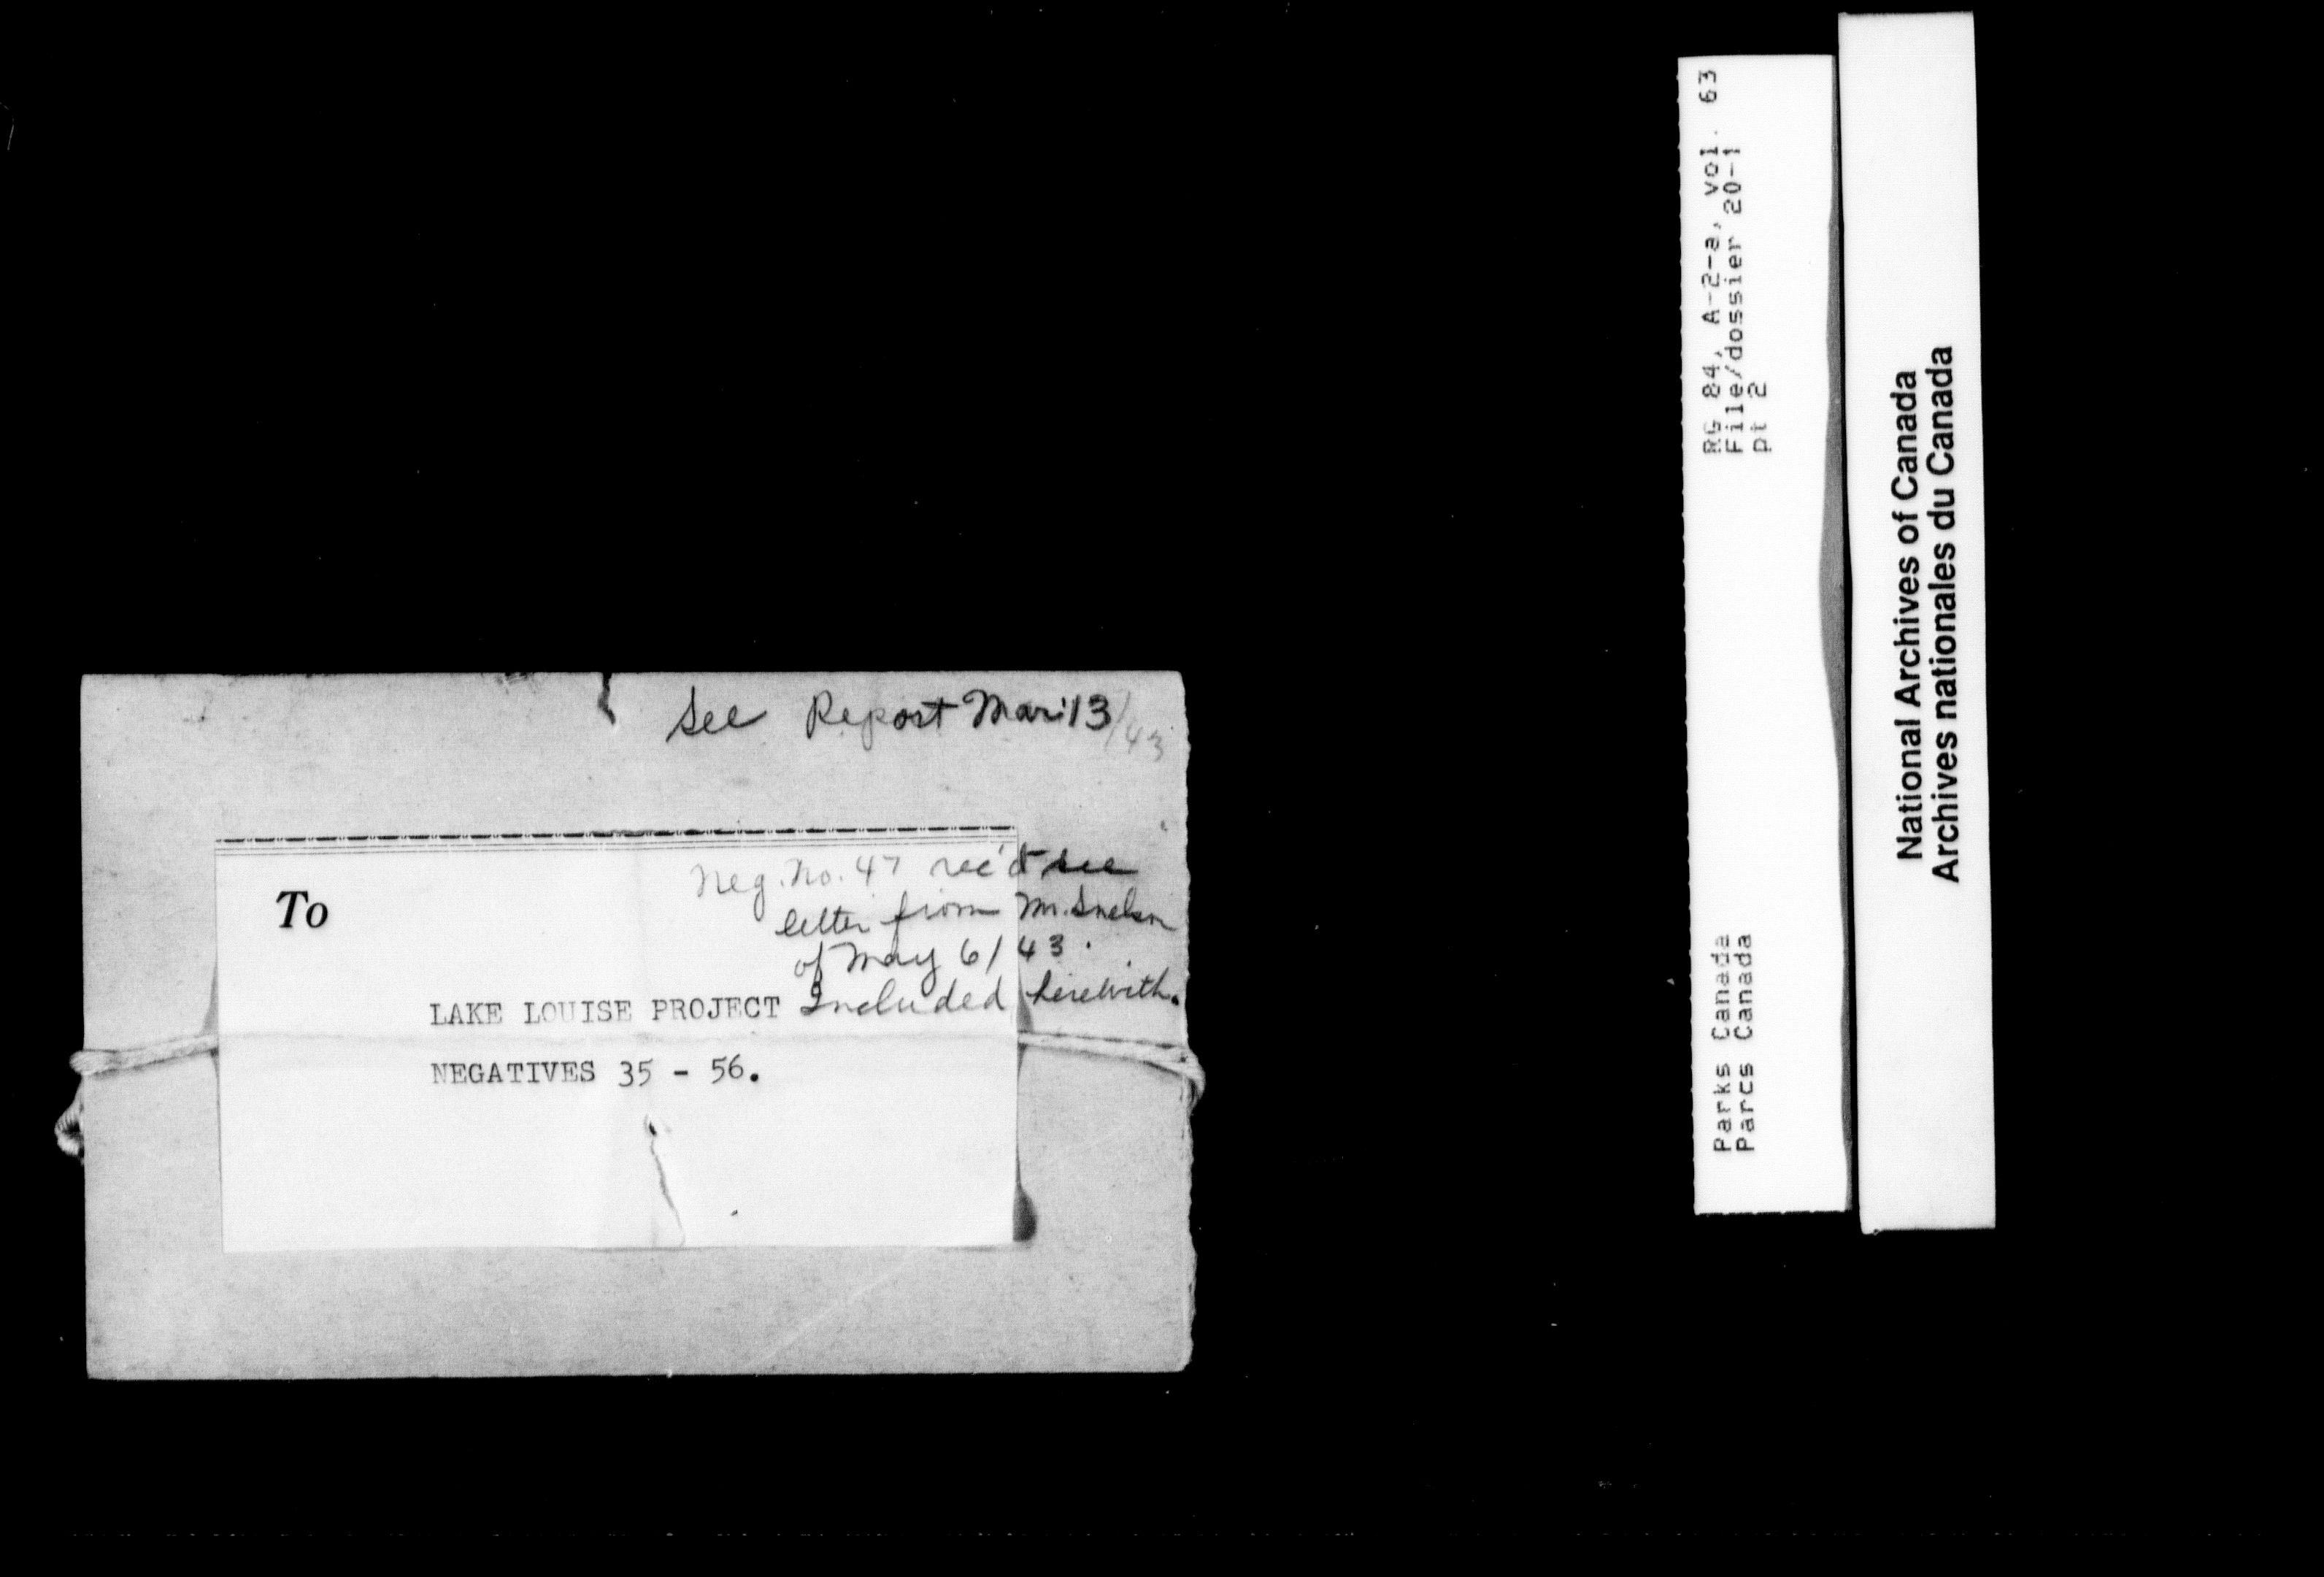 See Report Mar 13/43
Neg. No. 47 rec'd see
letter from Mr. Snelson
of May 6/43.
Included herewith.
To
LAKE LOUISE PROJECT
NEGATIVES 35 - 56.
RG 84, A-2-a, vol. 63
File/dossier 20-1
pt 2
Parks Canada
Parcs Canada
National Archives of Canada
Archives nationales du Canada